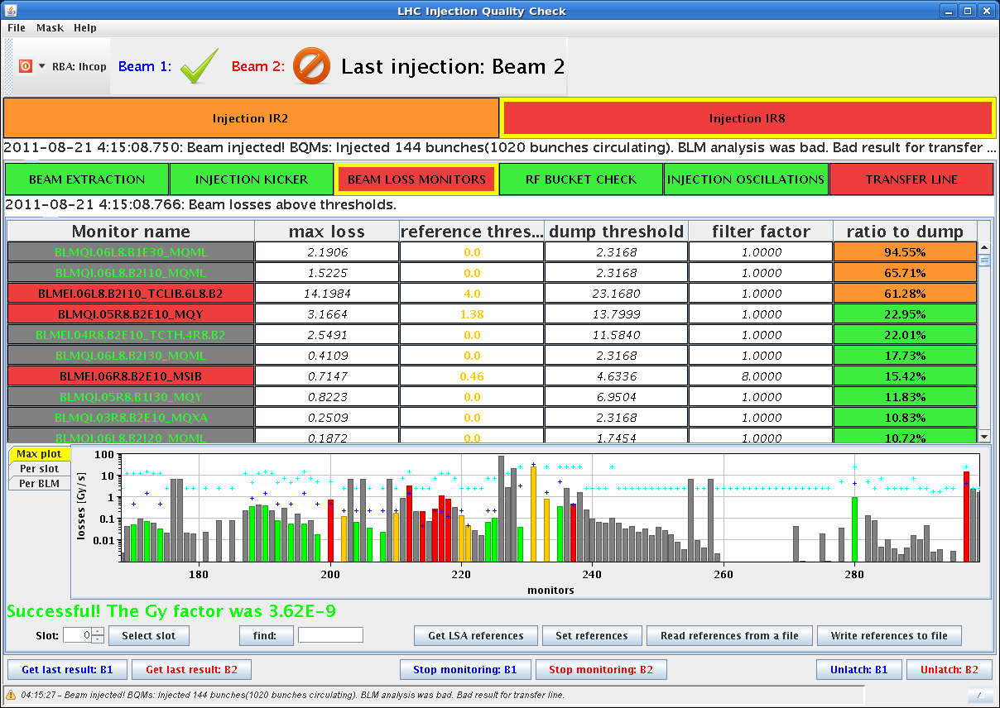 LHC Injection Quality Check
File Mask Help
RBA: lhcop Beam 1: Beam 2: Last injection: Beam 2
Injection IR2 Injection IR8
2011-08-21 4:15:08.750: Beam injected! BQMs: Injected 144 bunches(1020 bunches circulating). BLM analysis was bad. Bad result for transfer ...
BEAM EXTRACTION INJECTION KICKER BEAM LOSS MONITORS RF BUCKET CHECK INJECTION OSCILLATIONS TRANSFER LINE
2011-08-21 4:15:08.766: Beam losses above thresholds.
Monitor name max loss reference thres... dump threshold filter factor ratio to dump
BLMQI.06L8.B1E30_MQML 2.1906 0.0 2.3168 1.0000 94.55%
BLMQI.06L8.B2I10_MQML 1.5225 0.0 2.3168 1.0000 65.71%
BLMEI.06L8.B2I10_TCLIB.6L8.B2 14.1984 4.0 23.1680 1.0000 61.28%
BLMQI.05R8.B2E10_MQY 3.1664 1.38 13.7999 1.0000 22.95%
BLMEI.04R8.B2E10_TCTH.4R8.B2 2.5491 0.0 11.5840 1.0000 22.01%
BLMQI.06L8.B2I30_MQML 0.4109 0.0 2.3168 1.0000 17.73%
BLMEI.06R8.B2E10_MSIB 0.7147 0.46 4.6336 8.0000 15.42%
BLMQI.05R8.B1I30_MQY 0.8223 0.0 6.9504 1.0000 11.83%
BLMQI.03R8.B2E10_MQXA 0.2509 0.0 2.3168 1.0000 10.83%
BLMQI.06L8.B2I20_MQML 0.1872 0.0 1.7454 1.0000 10.72%
Max plot
Per slot
Per BLM
losses [Gy/s]
100
10
1
0.1
0.01
180 200 220 240 260 280
monitors
Successful! The Gy factor was 3.62E-9
Slot: 0 Select slot find: Get LSA references Set references Read references from a file Write references to file
Get last result: B1 Get last result: B2 Stop monitoring: B1 Stop monitoring: B2 Unlatch: B1 Unlatch: B2
04:15:27 - Beam injected! BQMs: Injected 144 bunches(1020 bunches circulating). BLM analysis was bad. Bad result for transfer line.